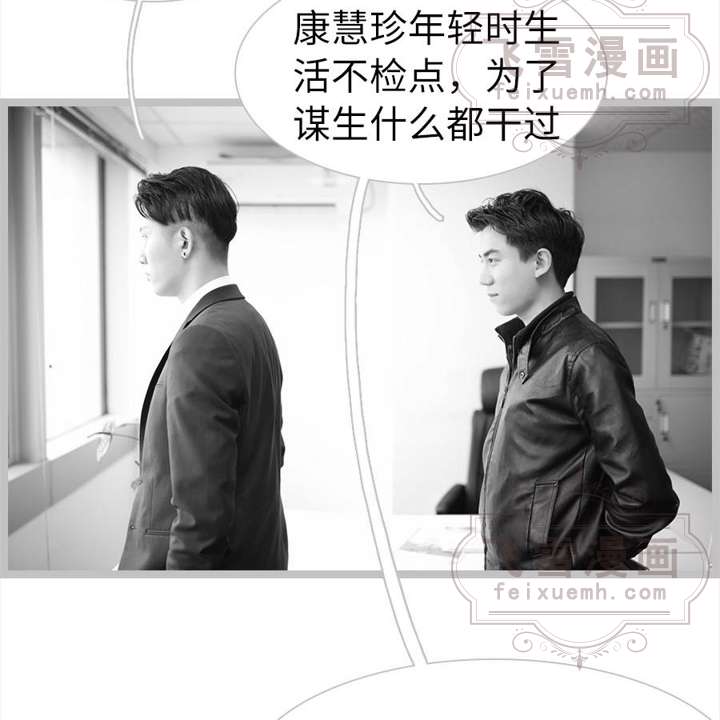 康慧珍年轻时生
活不检点，为了
谋生什么都干过
飞雪漫画
feixuemh.com
飞雪漫画
feixuemh.com